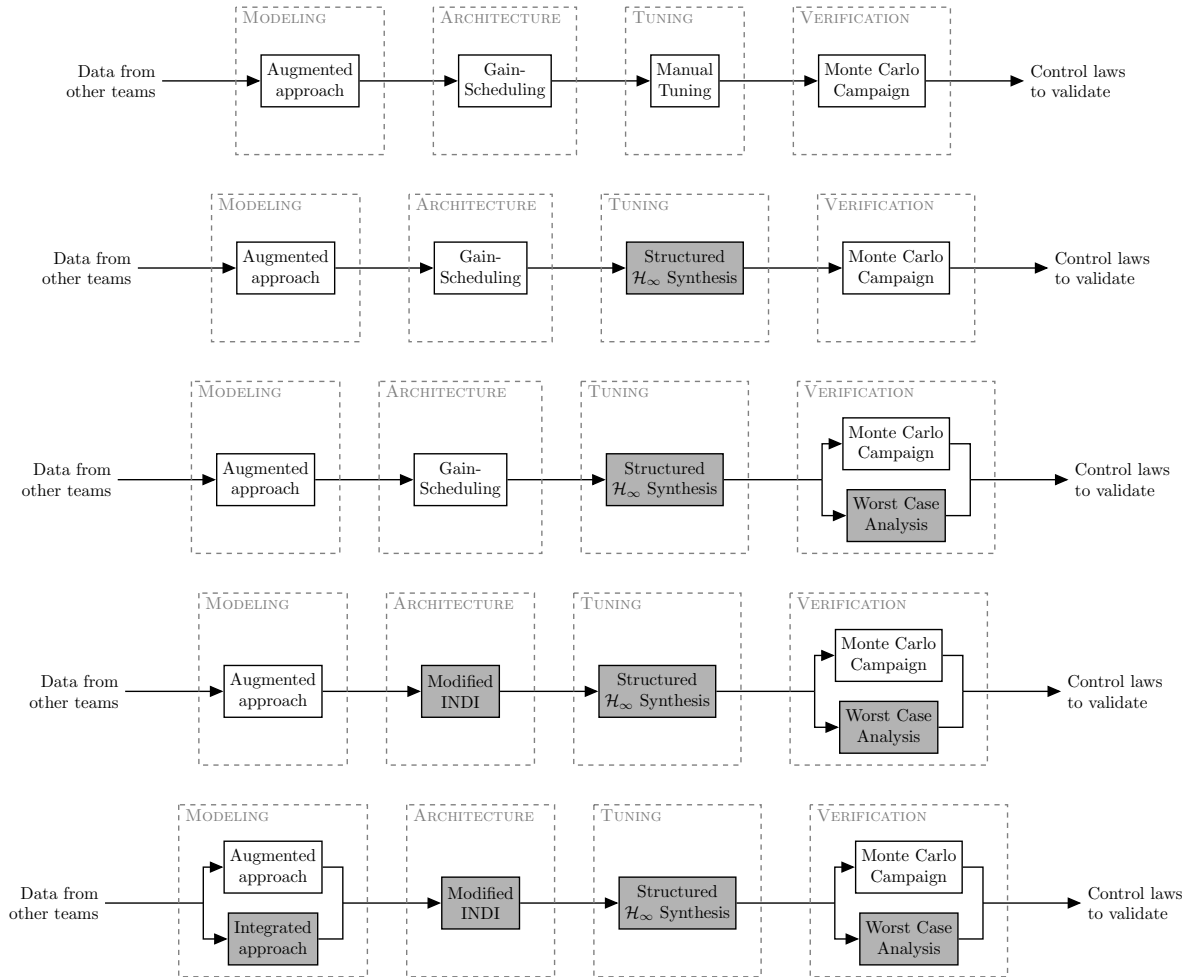 MODELING
ARCHITECTURE
TUNING
VERIFICATION
Data from
other teams
Augmented
approach
Gain-
Scheduling
Manual
Tuning
Monte Carlo
Campaign
Control laws
to validate
MODELING
ARCHITECTURE
TUNING
VERIFICATION
Data from
other teams
Augmented
approach
Gain-
Scheduling
Structured
ℋ∞ Synthesis
Monte Carlo
Campaign
Control laws
to validate
MODELING
ARCHITECTURE
TUNING
VERIFICATION
Data from
other teams
Augmented
approach
Gain-
Scheduling
Structured
ℋ∞ Synthesis
Monte Carlo
Campaign
Worst Case
Analysis
Control laws
to validate
MODELING
ARCHITECTURE
TUNING
VERIFICATION
Data from
other teams
Augmented
approach
Modified
INDI
Structured
ℋ∞ Synthesis
Monte Carlo
Campaign
Worst Case
Analysis
Control laws
to validate
MODELING
ARCHITECTURE
TUNING
VERIFICATION
Data from
other teams
Augmented
approach
Integrated
approach
Modified
INDI
Structured
ℋ∞ Synthesis
Monte Carlo
Campaign
Worst Case
Analysis
Control laws
to validate